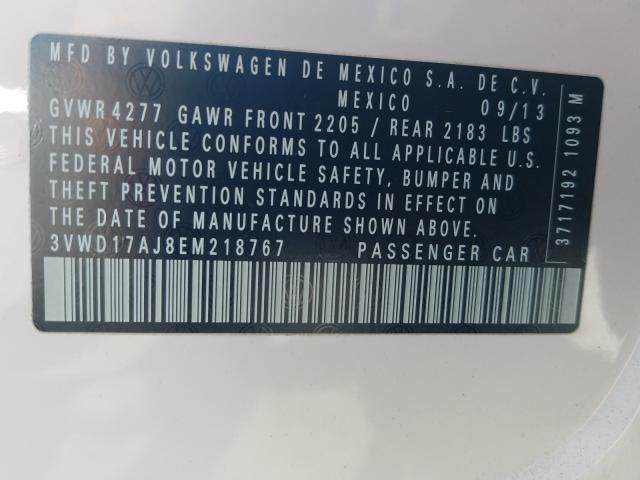 MFD BY VOLKSWAGEN DE MEXICO S.A. DE C.V.
MEXICO 09/13
GVWR 4277 GAWR FRONT 2205 / REAR 2183 LBS
THIS VEHICLE CONFORMS TO ALL APPLICABLE U.S.
FEDERAL MOTOR VEHICLE SAFETY, BUMPER AND
THEFT PREVENTION STANDARDS IN EFFECT ON
THE DATE OF MANUFACTURE SHOWN ABOVE.
3VWD17AJ8EM218767 PASSENGER CAR
3717192 1093 M